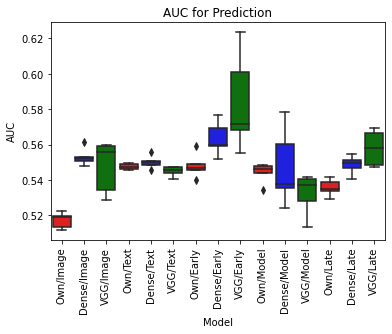 AUC for Prediction
0.62
0.60
0.58
0.56
0.54
0.52
AUC
Own/Image
Dense/Image
VGG/Image
Own/Text
Dense/Text
VGG/Text
Own/Early
Dense/Early
VGG/Early
Own/Model
Dense/Model
VGG/Model
Own/Late
Dense/Late
VGG/Late
Model